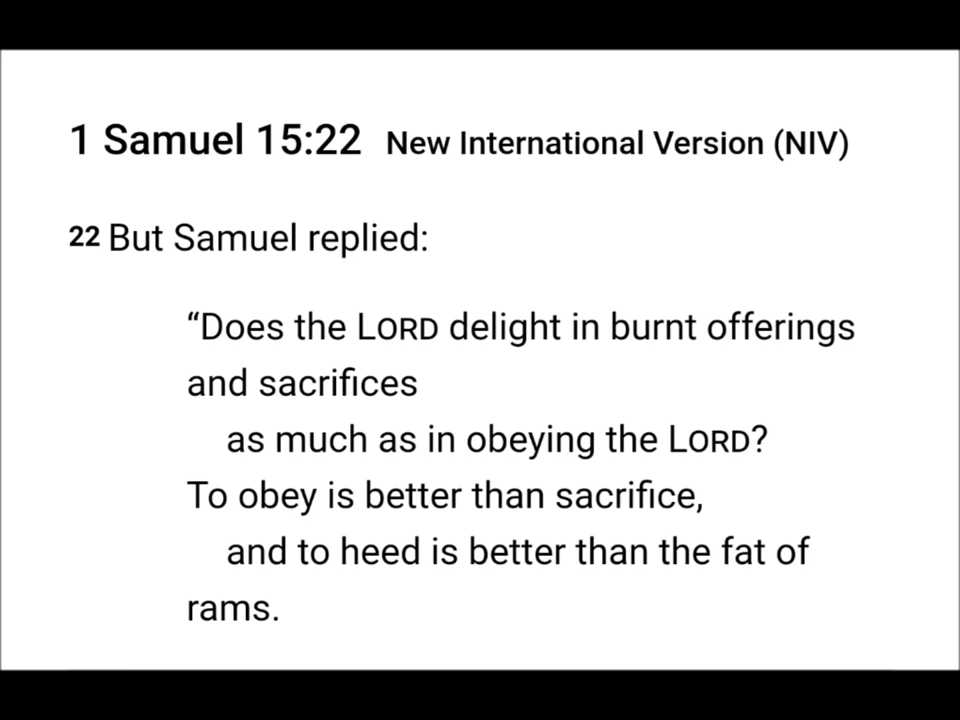 1 Samuel 15:22 New International Version (NIV)
22 But Samuel replied:
“Does the LORD delight in burnt offerings
and sacrifices
as much as in obeying the LORD?
To obey is better than sacrifice,
and to heed is better than the fat of
rams.